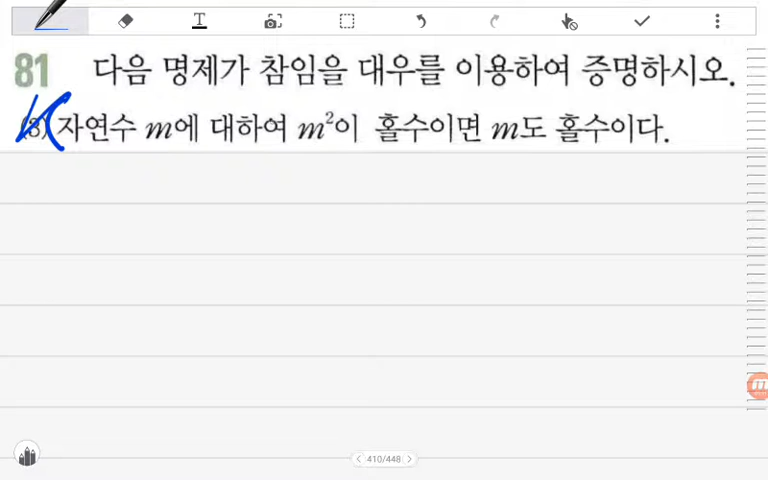 T
81 다음 명제가 참임을 대우를 이용하여 증명하시오.
(3) 자연수 m에 대하여 m²이 홀수이면 m도 홀수이다.
410/448